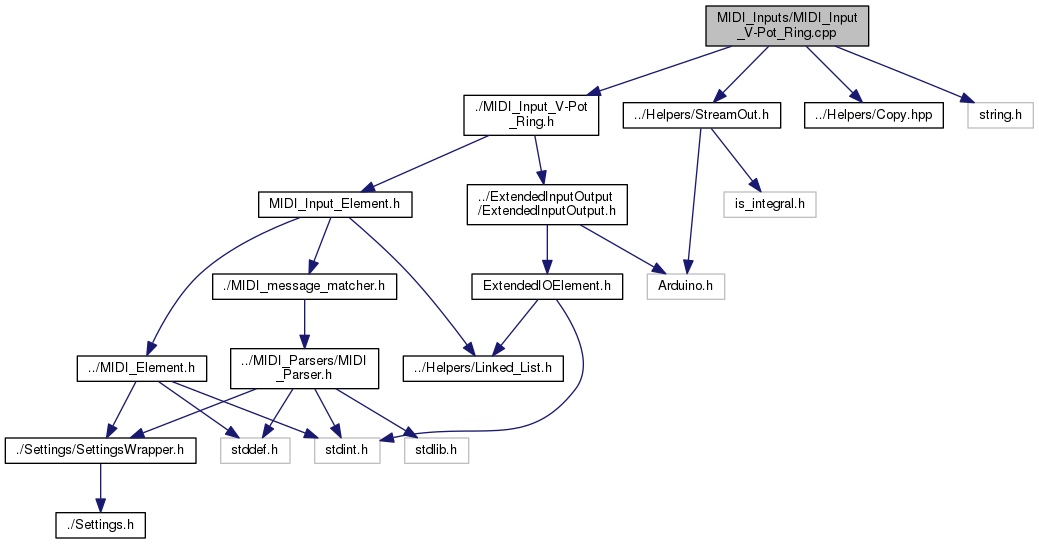 MIDI_Inputs/MIDI_Input
_V-Pot_Ring.cpp
./MIDI_Input_V-Pot
_Ring.h
../Helpers/StreamOut.h
../Helpers/Copy.hpp
string.h
MIDI_Input_Element.h
../ExtendedInputOutput
/ExtendedInputOutput.h
is_integral.h
./MIDI_message_matcher.h
ExtendedIOElement.h
Arduino.h
../MIDI_Element.h
../MIDI_Parsers/MIDI
_Parser.h
../Helpers/Linked_List.h
./Settings/SettingsWrapper.h
stddef.h
stdint.h
stdlib.h
./Settings.h